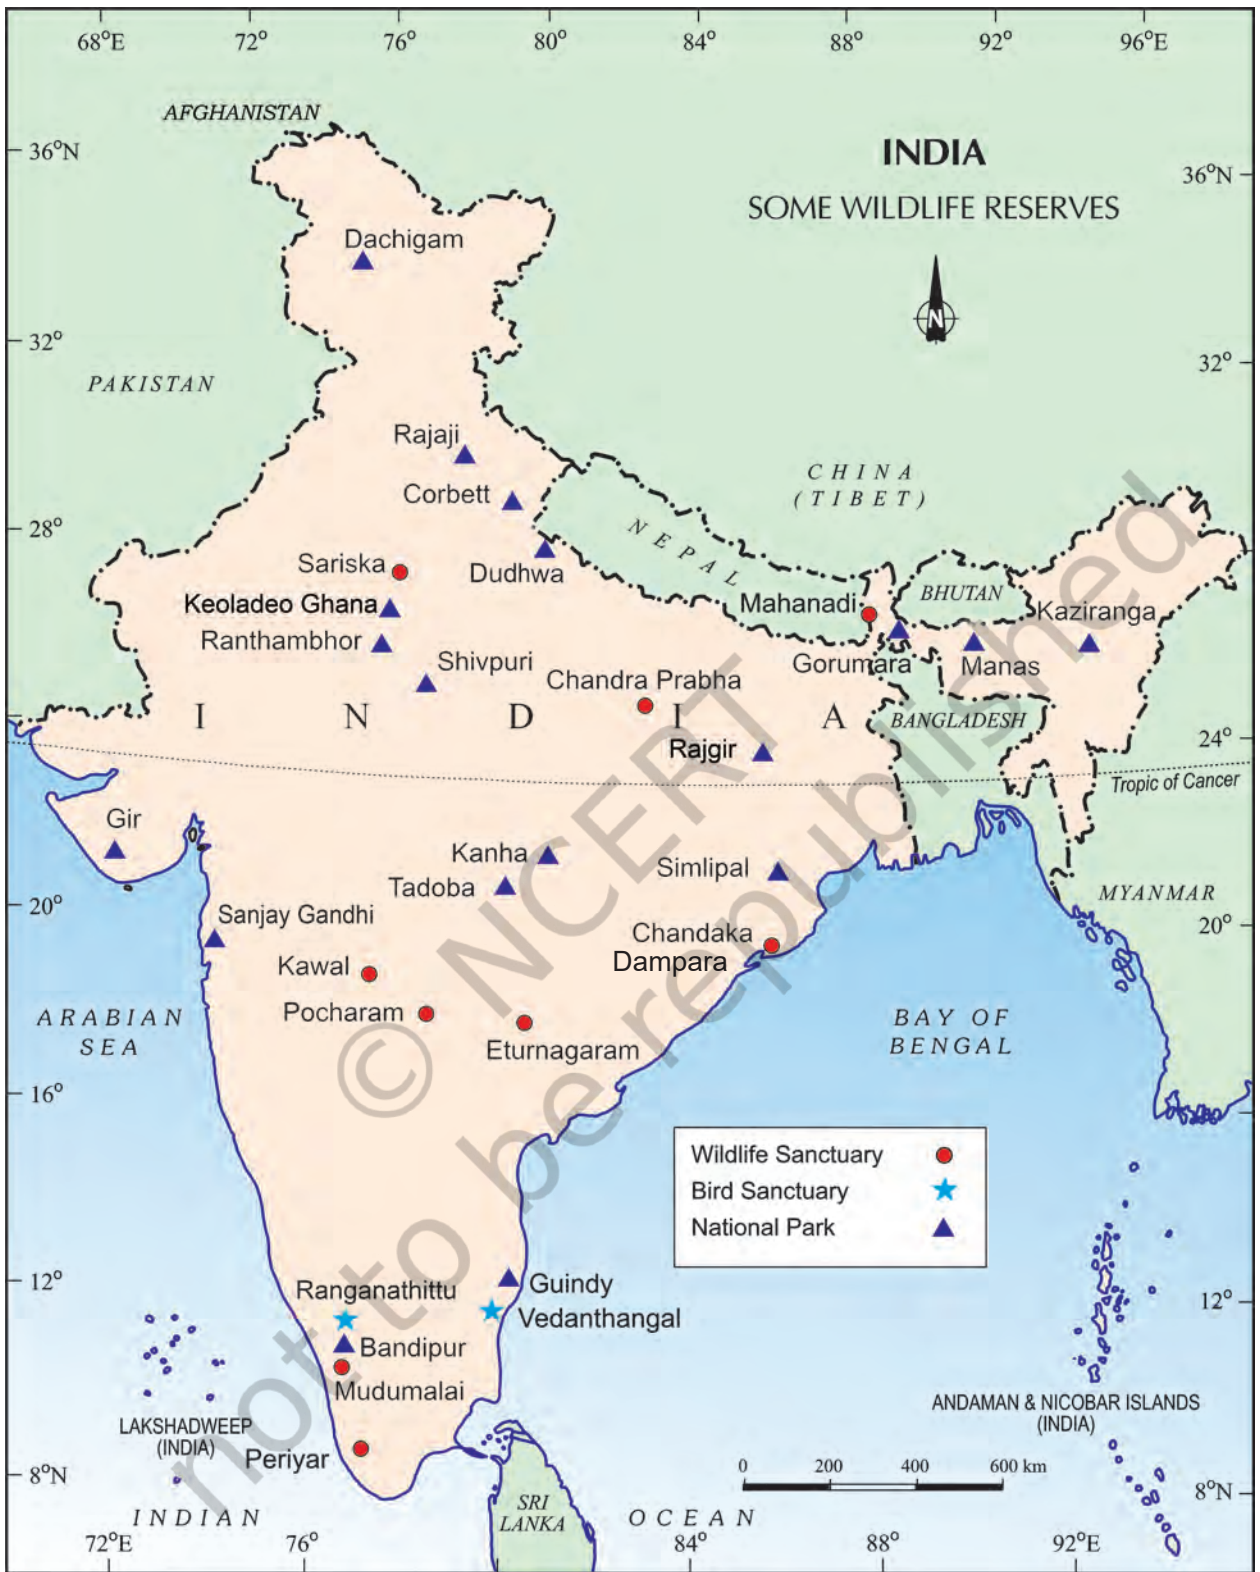 68°E 72° 76° 80° 84° 88° 92° 96°E
AFGHANISTAN
36°N
INDIA
36°N
SOME WILDLIFE RESERVES
Dachigam
N
32°
32°
PAKISTAN
Rajaji
CHINA
(TIBET)
Corbett
28°
NEPAL
Sariska
Dudhwa
BHUTAN
Keoladeo Ghana
Mahanadi
Kaziranga
Ranthambhor
Shivpuri
Gorumara
Manas
Chandra Prabha
INDIA
BANGLADESH
24°
Rajgir
Tropic of Cancer
Gir
Kanha
Simlipal
Tadoba
MYANMAR
20°
20°
Sanjay Gandhi
Chandaka
Dampara
Kawal
Pocharam
ARABIAN
SEA
BAY OF
BENGAL
Eturnagaram
16°
Wildlife Sanctuary
Bird Sanctuary
National Park
12°
12°
Ranganathittu
Guindy
Vedanthangal
Bandipur
Mudumalai
ANDAMAN & NICOBAR ISLANDS
(INDIA)
LAKSHADWEEP
(INDIA)
Periyar
8°N
8°N
0 200 400 600 km
SRI
LANKA
INDIAN OCEAN
72°E 76° 84° 88° 92°E
© NCERT
not to be republished